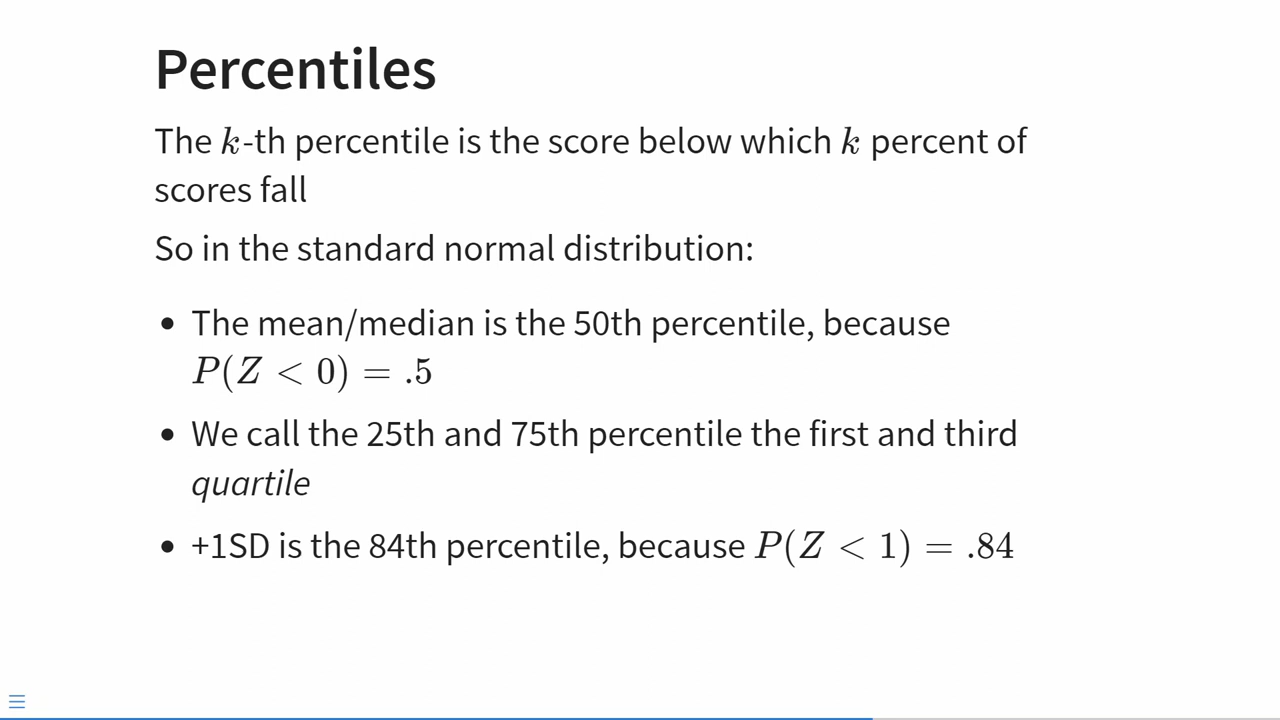 Percentiles
The k-th percentile is the score below which k percent of
scores fall
So in the standard normal distribution:
• The mean/median is the 50th percentile, because
P(Z < 0) = .5
• We call the 25th and 75th percentile the first and third
quartile
• +1SD is the 84th percentile, because P(Z < 1) = .84